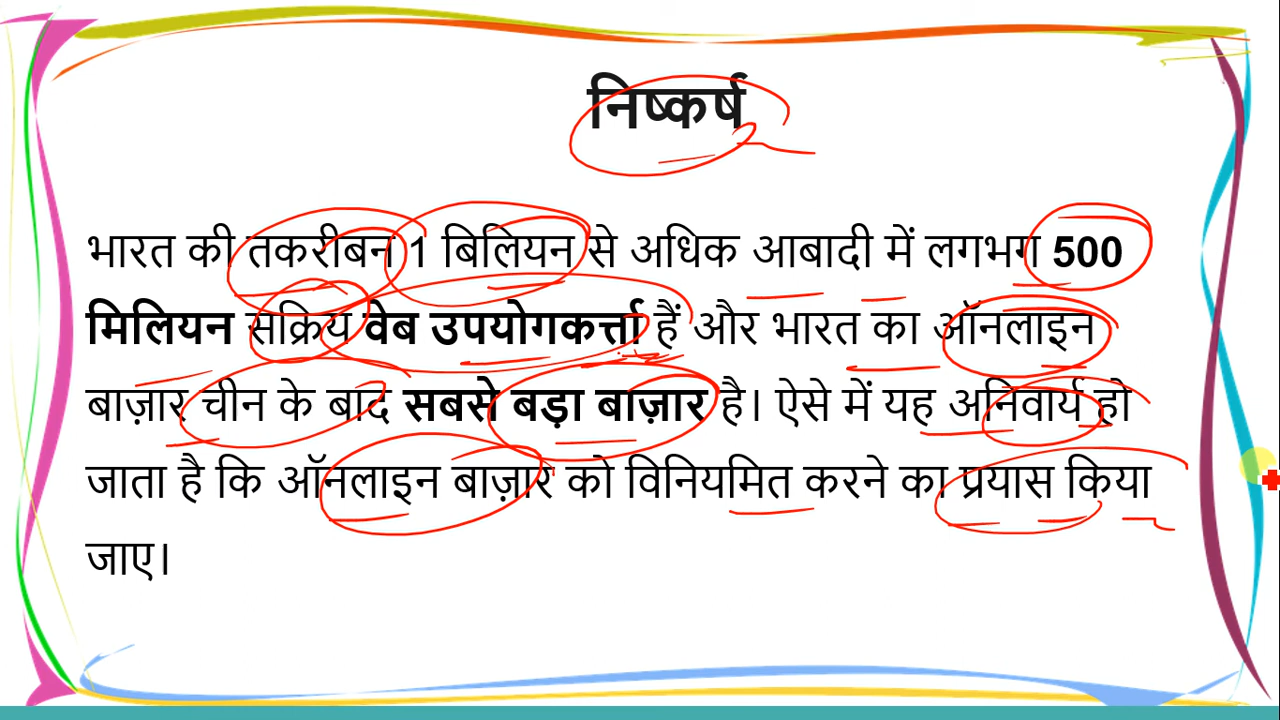 निष्कर्ष
भारत की तकरीबन 1 बिलियन से अधिक आबादी में लगभग 500
मिलियन सक्रिय वेब उपयोगकर्त्ता हैं और भारत का ऑनलाइन
बाज़ार चीन के बाद सबसे बड़ा बाज़ार है। ऐसे में यह अनिवार्य हो
जाता है कि ऑनलाइन बाज़ार को विनियमित करने का प्रयास किया
जाए।